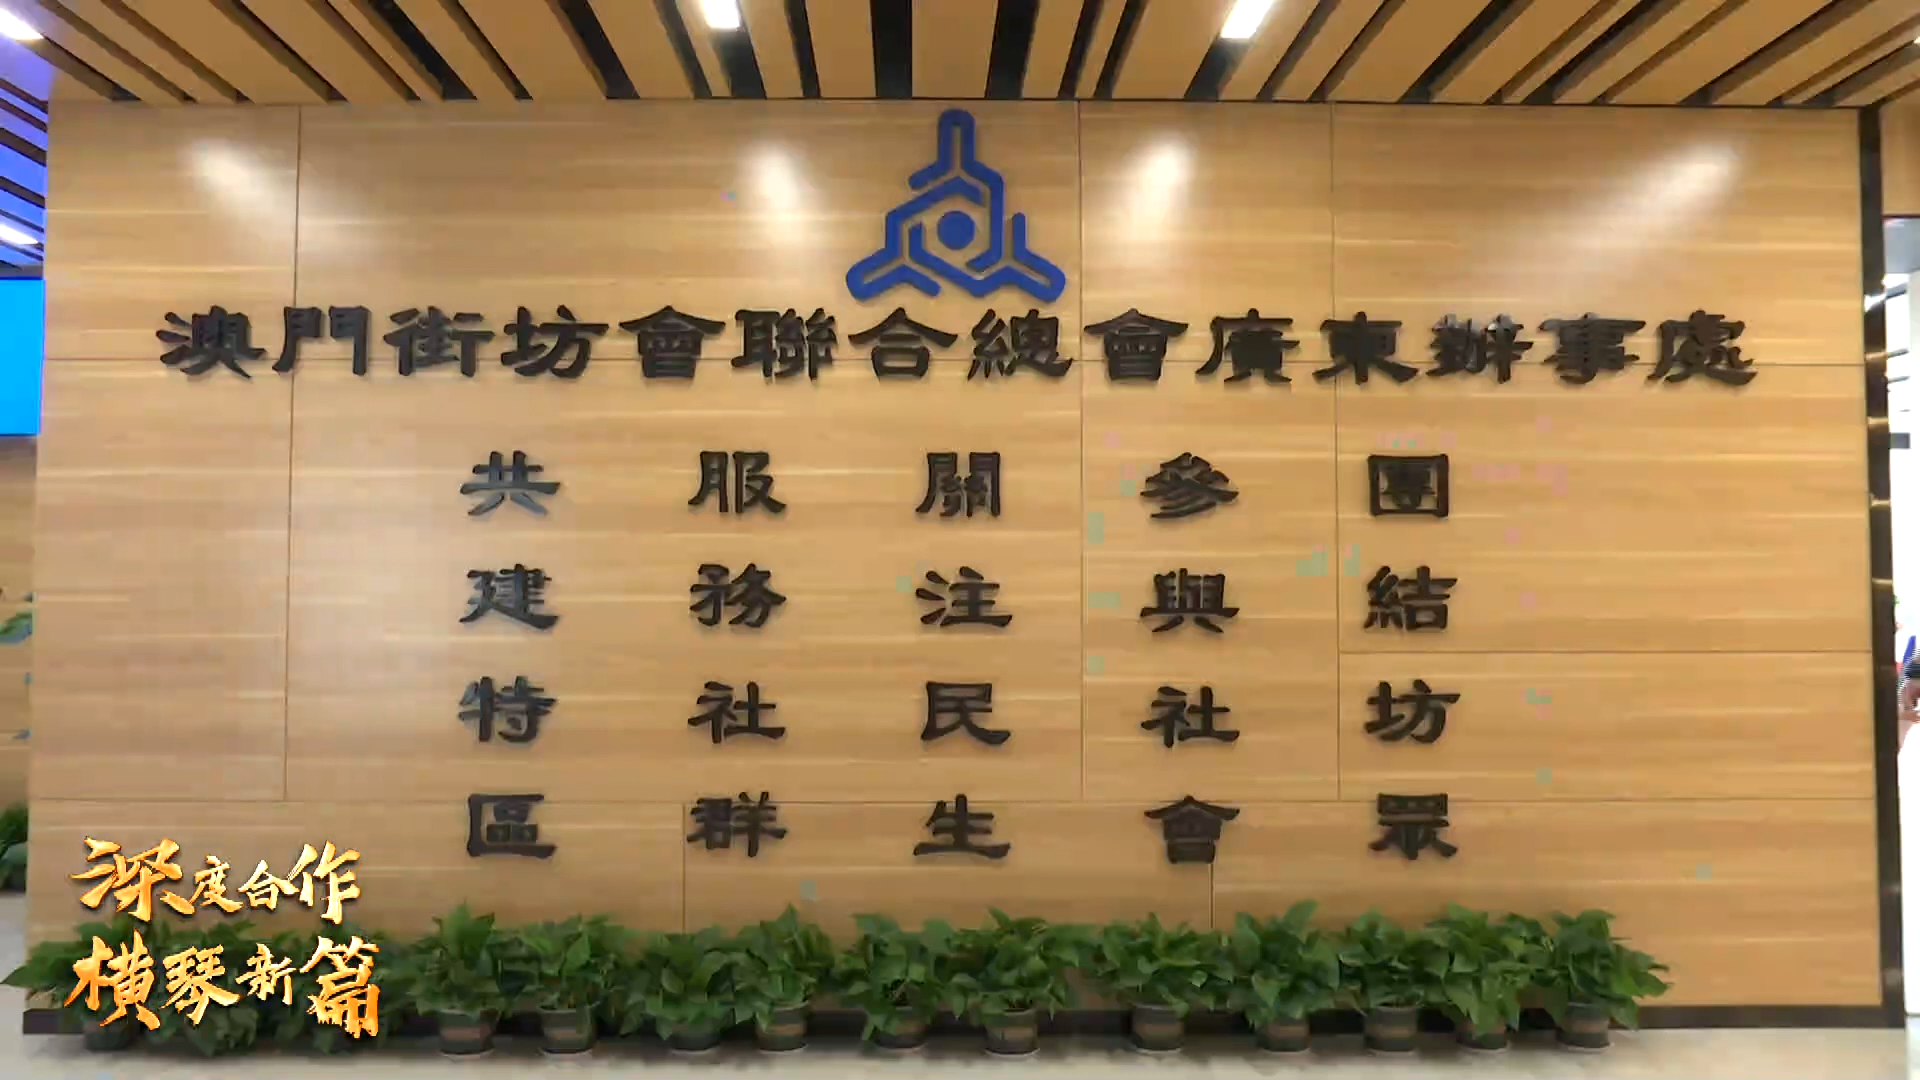 澳門街坊會聯合總會廣東辦事處
團結坊眾
參與社會
關注民生
服務社群
共建特區
深度合作
橫琴新篇